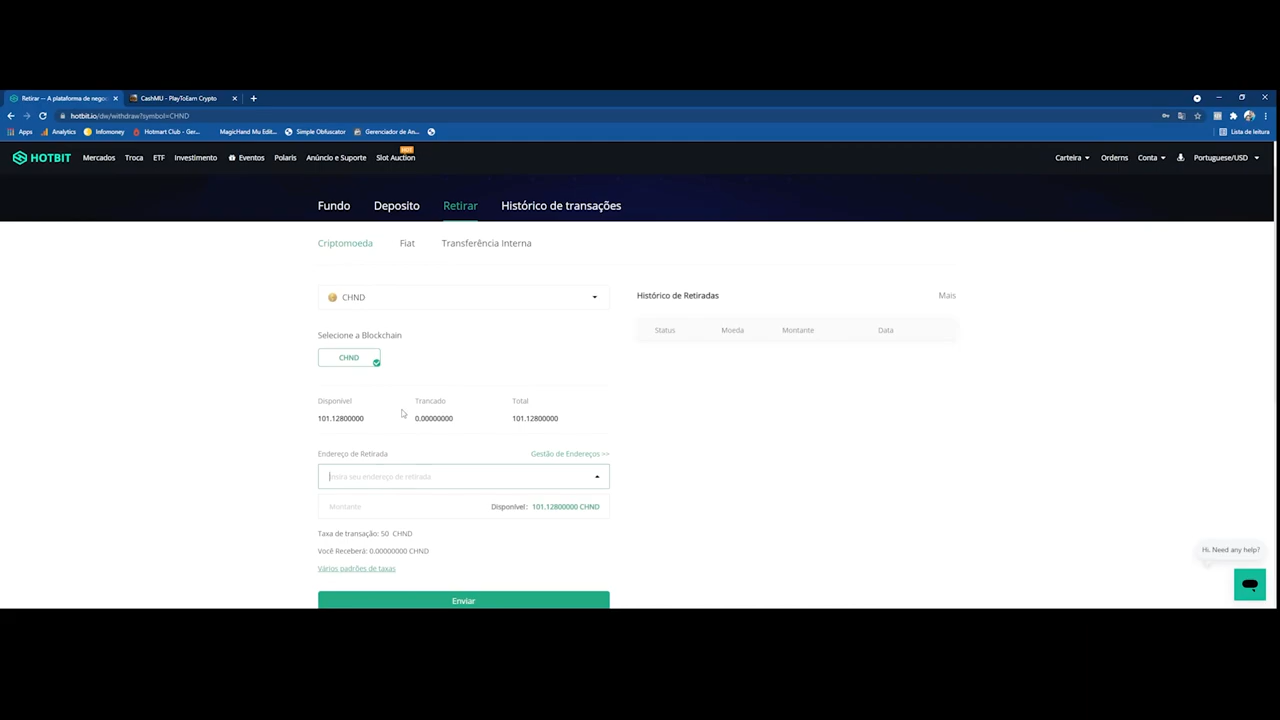 Retirar — A plataforma de nego
CashMU - PlayToEarn Crypto
hotbit.io/dw/withdraw?symbol=CHND
Apps Analytics Infomoney Hotmart Club - Ger... MagicHand Mu Edit... Simple Obfuscator Gerenciador de An... Lista de leitura
HOT
HOTBIT Mercados Troca ETF Investimento Eventos Polaris Anúncio e Suporte Slot Auction Carteira Orderns Conta Portuguese/USD
Fundo Deposito Retirar Histórico de transações
Criptomoeda Fiat Transferência Interna
CHND
Selecione a Blockchain
CHND
Disponível Trancado Total
101.12800000 0.00000000 101.12800000
Endereço de Retirada Gestão de Endereços >>
Insira seu endereço de retirada
Montante Disponível: 101.12800000 CHND
Taxa de transação: 50 CHND
Você Receberá: 0.00000000 CHND
Vários padrões de taxas
Enviar
Histórico de Retiradas Mais
Status Moeda Montante Data
Hi. Need any help?